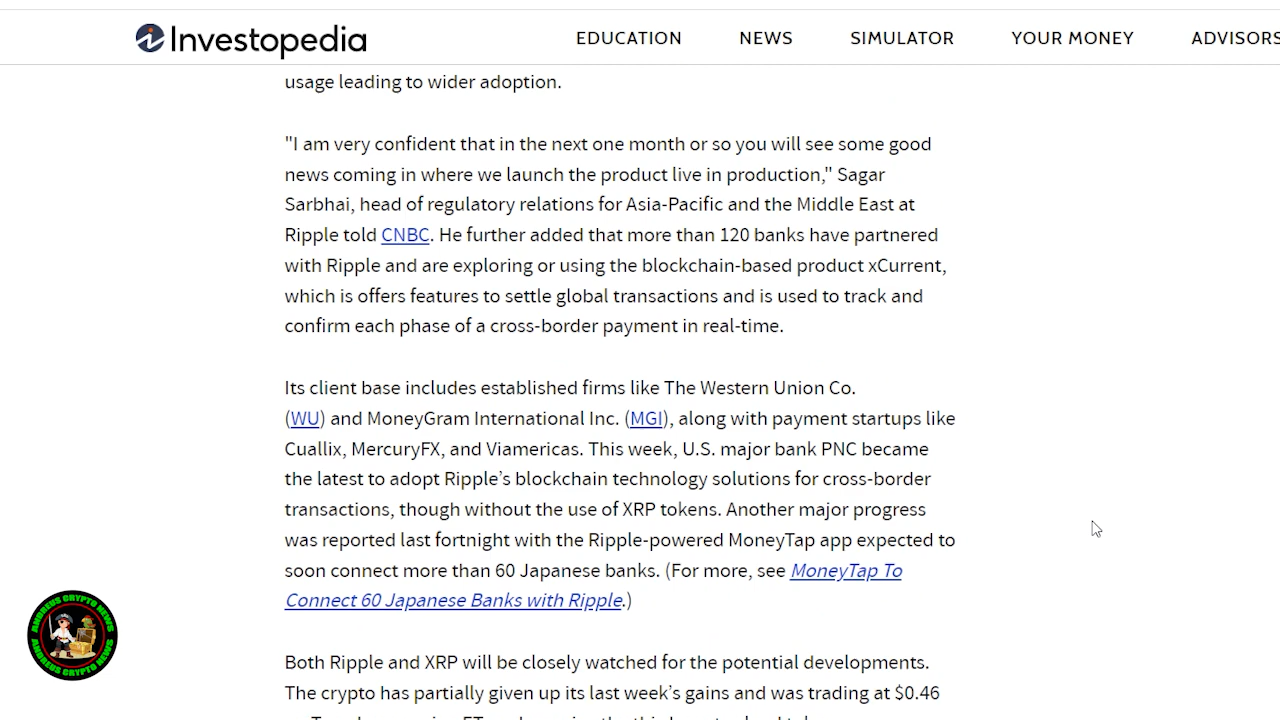 Investopedia
EDUCATION NEWS SIMULATOR YOUR MONEY ADVISORS
usage leading to wider adoption.
"I am very confident that in the next one month or so you will see some good
news coming in where we launch the product live in production," Sagar
Sarbhai, head of regulatory relations for Asia-Pacific and the Middle East at
Ripple told CNBC. He further added that more than 120 banks have partnered
with Ripple and are exploring or using the blockchain-based product xCurrent,
which is offers features to settle global transactions and is used to track and
confirm each phase of a cross-border payment in real-time.
Its client base includes established firms like The Western Union Co.
(WU) and MoneyGram International Inc. (MGI), along with payment startups like
Cuallix, MercuryFX, and Viamericas. This week, U.S. major bank PNC became
the latest to adopt Ripple’s blockchain technology solutions for cross-border
transactions, though without the use of XRP tokens. Another major progress
was reported last fortnight with the Ripple-powered MoneyTap app expected to
soon connect more than 60 Japanese banks. (For more, see MoneyTap To
Connect 60 Japanese Banks with Ripple.)
Both Ripple and XRP will be closely watched for the potential developments.
The crypto has partially given up its last week’s gains and was trading at $0.46
ANDREUS CRYPTO NEWS
ANDREUS CRYPTO NEWS